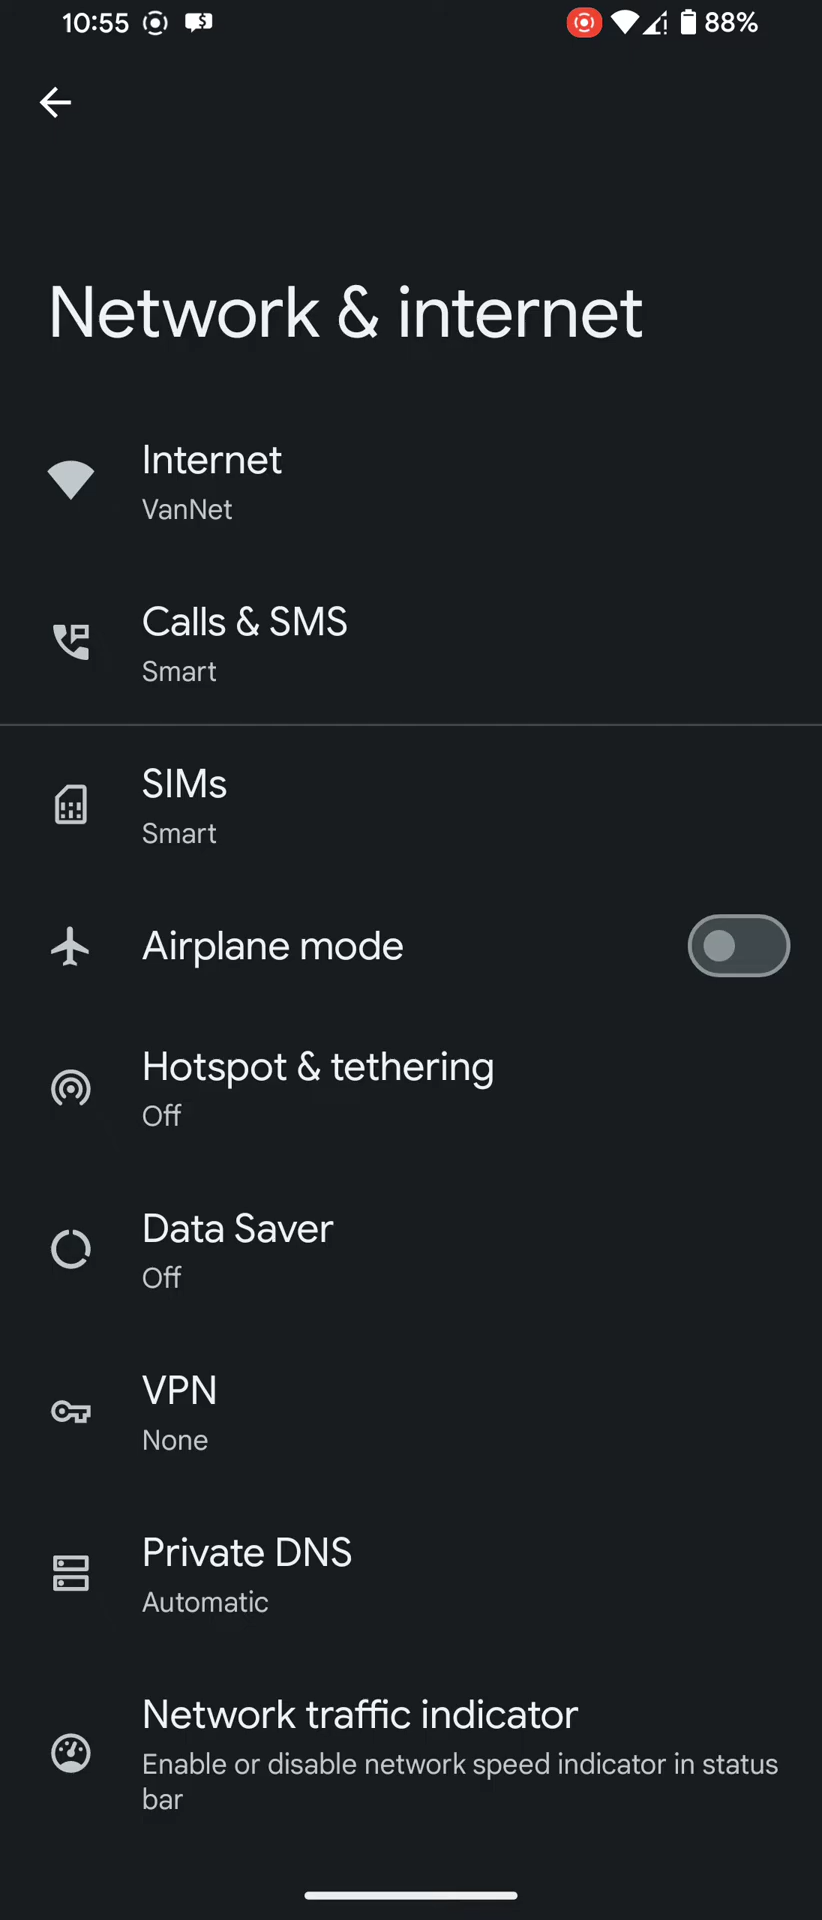 10:55
88%
Network & internet
Internet
VanNet
Calls & SMS
Smart
SIMs
Smart
Airplane mode
Hotspot & tethering
Off
Data Saver
Off
VPN
None
Private DNS
Automatic
Network traffic indicator
Enable or disable network speed indicator in status
bar